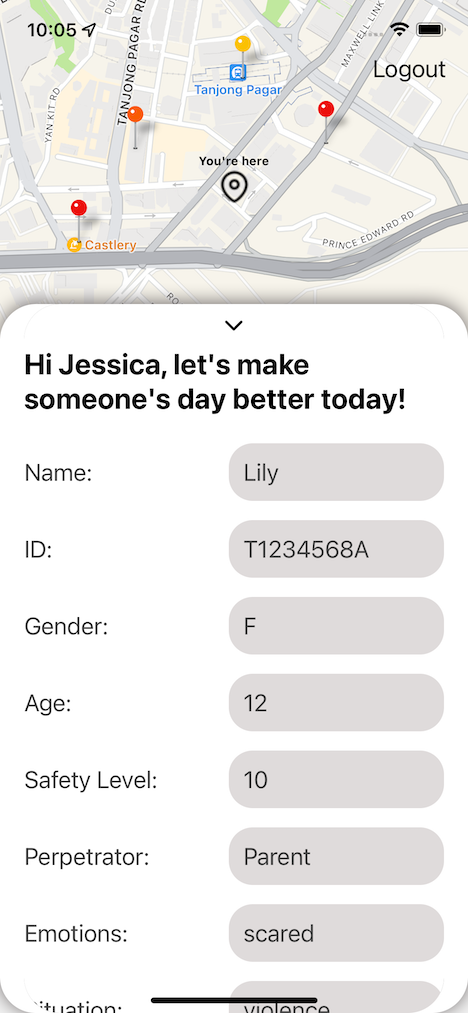 10:05
Logout
MAXWELL LINK
TANJONG PAGAR RD
YAN KIT RD
Tanjong Pagar
You're here
PRINCE EDWARD RD
Castlery
Hi Jessica, let's make
someone's day better today!
Name: Lily
ID: T1234568A
Gender: F
Age: 12
Safety Level: 10
Perpetrator: Parent
Emotions: scared
Situation: violence